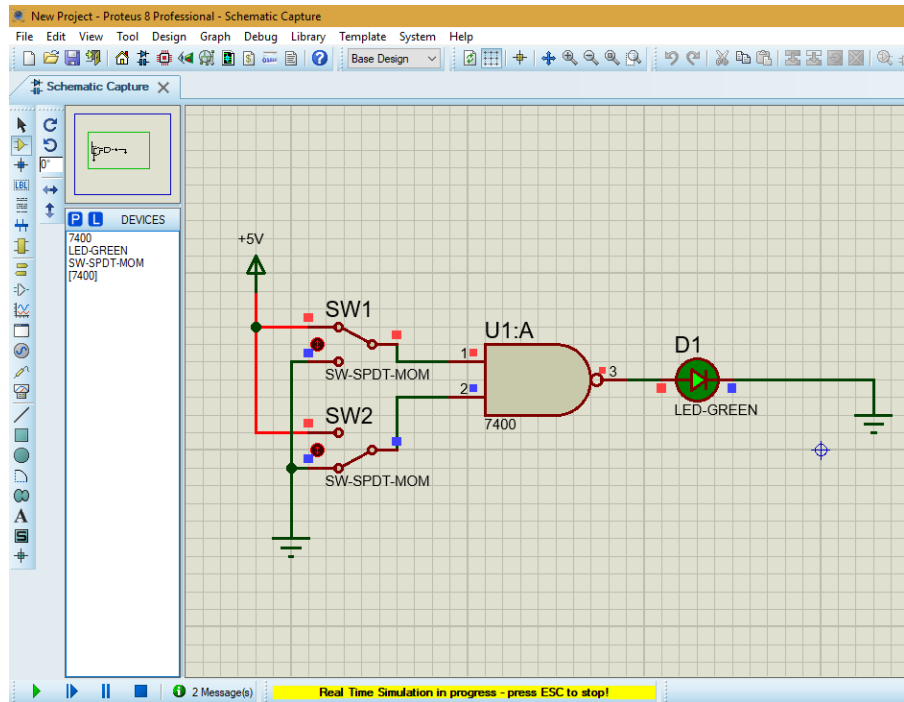 New Project - Proteus 8 Professional - Schematic Capture
File Edit View Tool Design Graph Debug Library Template System Help
Base Design
Schematic Capture
0°
LBL
A
S
P L DEVICES
7400
LED-GREEN
SW-SPDT-MOM
[7400]
+5V
SW1
SW-SPDT-MOM
SW2
SW-SPDT-MOM
U1:A
1
2
3
7400
D1
LED-GREEN
2 Message(s)
Real Time Simulation in progress - press ESC to stop!